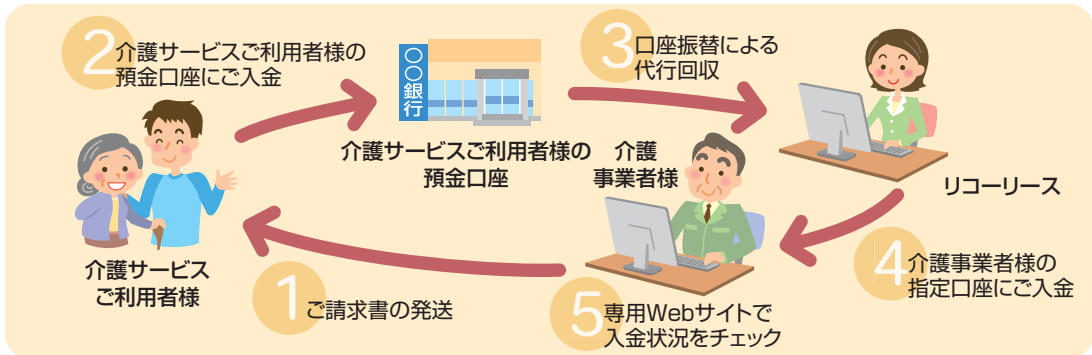 2
介護サービスご利用者様の
預金口座にご入金
〇〇銀行
介護サービスご利用者様の
預金口座
3
口座振替による
代行回収
介護
事業者様
リコーリース
介護サービス
ご利用者様
1
ご請求書の発送
5
専用Webサイトで
入金状況をチェック
4
介護事業者様の
指定口座にご入金